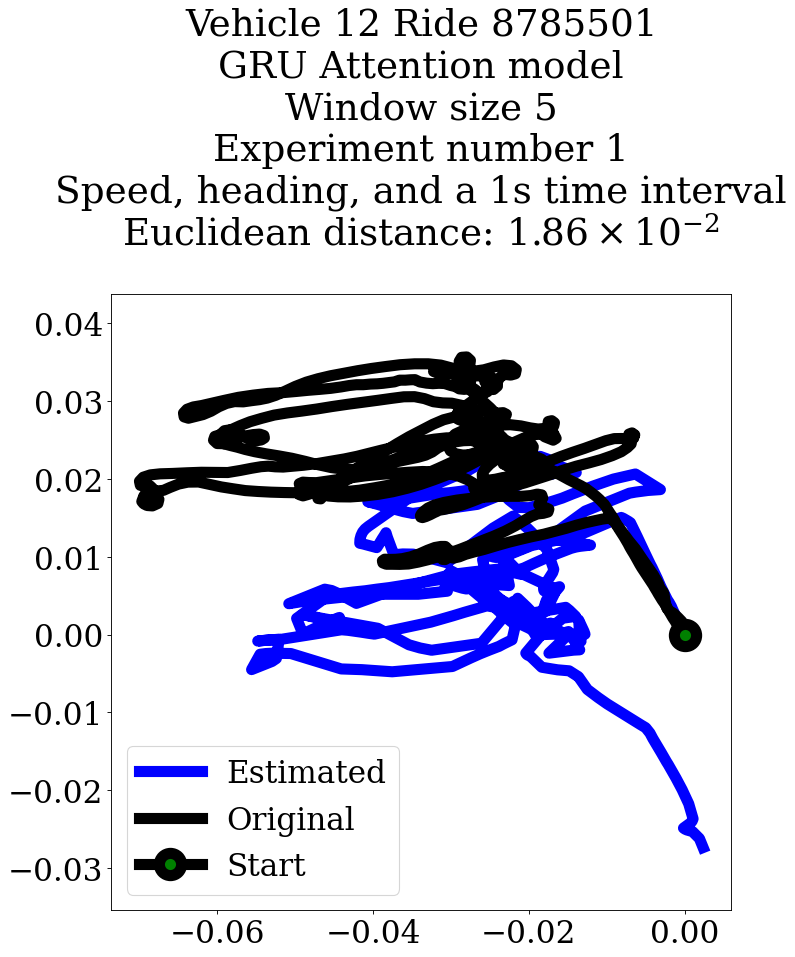 Vehicle 12 Ride 8785501
GRU Attention model
Window size 5
Experiment number 1
Speed, heading, and a 1s time interval
Euclidean distance: 1.86 × 10⁻²
0.04
0.03
0.02
0.01
0.00
−0.01
−0.02
−0.03
Estimated
Original
Start
−0.06
−0.04
−0.02
0.00